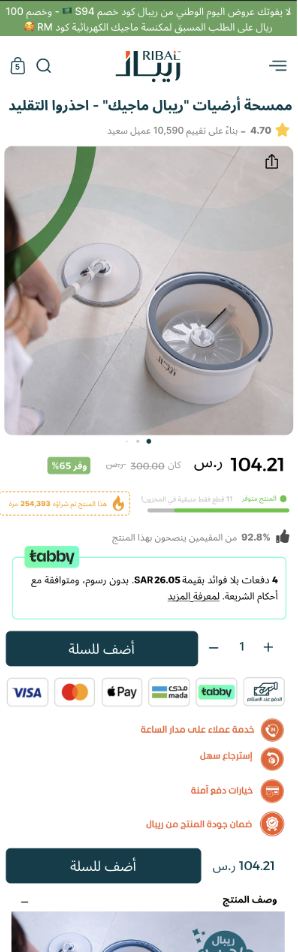 لا يفوتك عروض اليوم الوطني من ريبال كود خصم S94 🇸🇦 - وخصم 100
ريال على الطلب المسبق لمكنسة ماجيك الكهربائية كود RM 🥰
RIBAL
ريبال
5
ممسحة أرضيات "ريبال ماجيك" - احذروا التقليد
4.70 – بناءً على تقييم 10,590 عميل سعيد
ريبال
104.21 ر.س كان 300.00 ر.س وفر 65%
المنتج متوفر 11 قطع فقط متبقية في المخزون!
هذا المنتج تم شراؤه 254,393 مرة
92.8% من المقيمين ينصحون بهذا المنتج
tabby
4 دفعات بلا فوائد بقيمة SAR 26.05. بدون رسوم، ومتوافقة مع
أحكام الشريعة. لمعرفة المزيد
+ 1 − أضف للسلة
الدفع عند الاستلام tabby مدى mada Apple Pay VISA
خدمة عملاء على مدار الساعة
إسترجاع سهل
خيارات دفع آمنة
ضمان جودة المنتج من ريبال
104.21 ر.س أضف للسلة
وصف المنتج −